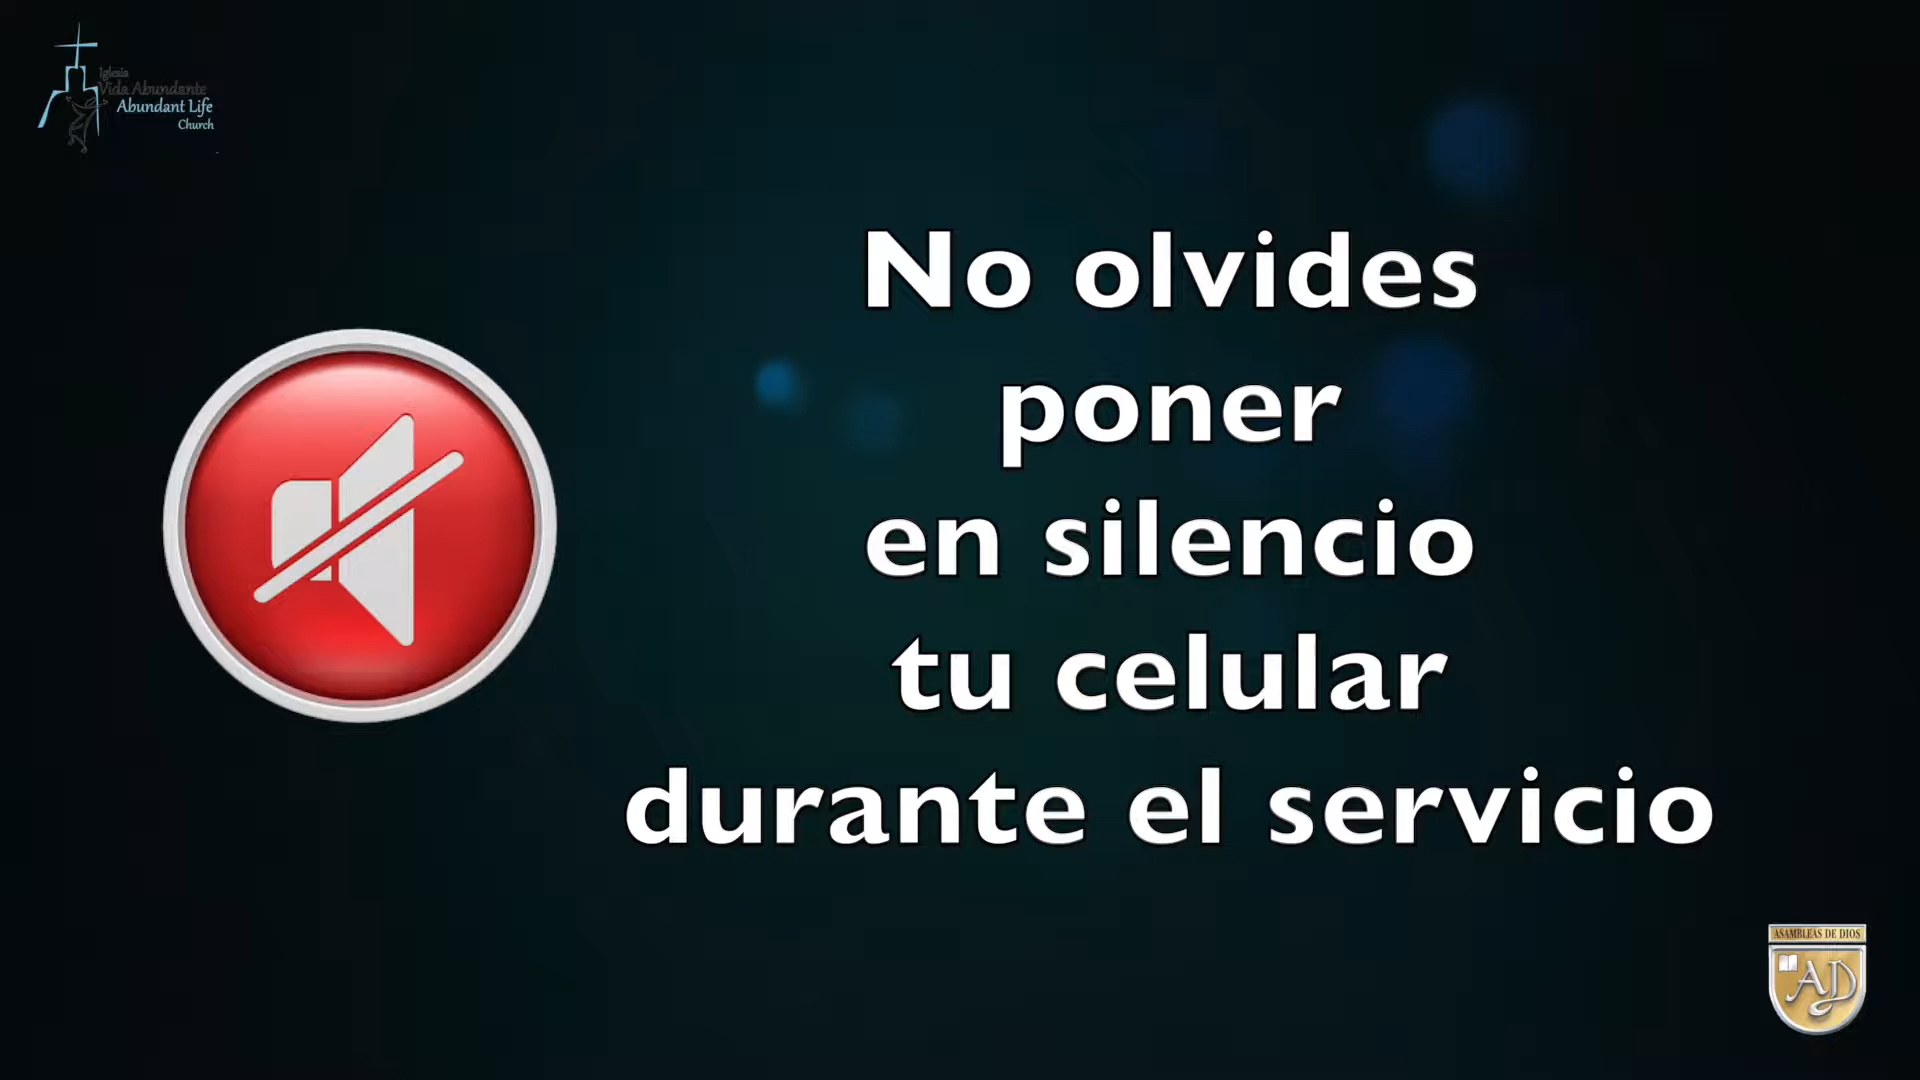 Iglesia
Vida Abundante
Abundant Life
Church
No olvides
poner
en silencio
tu celular
durante el servicio
ASAMBLEAS DE DIOS
AD